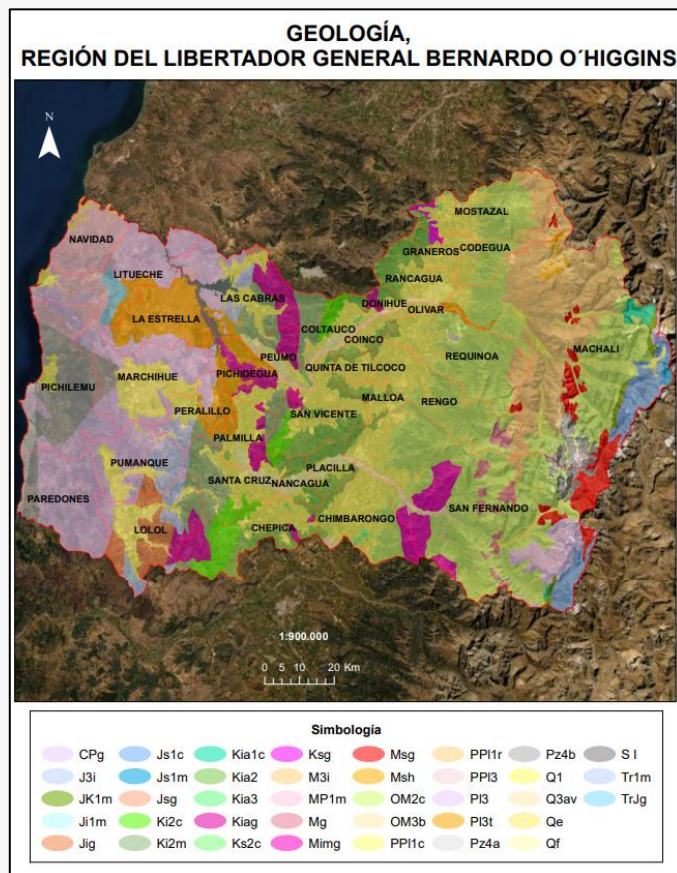 GEOLOGÍA,
REGIÓN DEL LIBERTADOR GENERAL BERNARDO O´HIGGINS
N
MOSTAZAL
NAVIDAD
CODEGUA
GRANEROS
LITUECHE
RANCAGUA
LAS CABRAS
DONIHUE
OLIVAR
LA ESTRELLA
COLTAUCO
COINCO
MACHALI
PEUMO
REQUINOA
PICHIDEGUA
QUINTA DE TILCOCO
MARCHIHUE
PICHILEMU
MALLOA
RENGO
PERALILLO
SAN VICENTE
PALMILLA
PUMANQUE
PLACILLA
SANTA CRUZ
NANCAGUA
PAREDONES
SAN FERNANDO
CHIMBARONGO
LOLOL
CHEPICA
1:900.000
0 5 10 20 Km
Simbología
CPg Js1c Kia1c Ksg Msg PPl1r Pz4b S I
J3i Js1m Kia2 M3i Msh PPl3 Q1 Tr1m
JK1m Jsg Kia3 MP1m OM2c Pl3 Q3av TrJg
Ji1m Ki2c Kiag Mg OM3b Pl3t Qe
Jig Ki2m Ks2c Mimg PPl1c Pz4a Qf